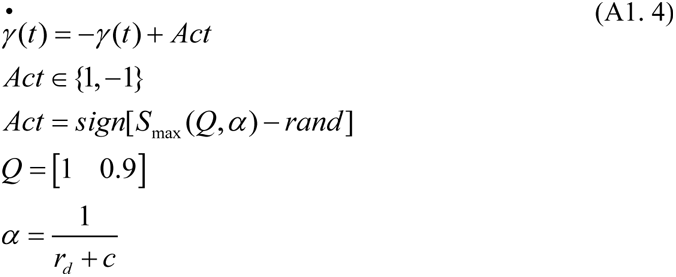 γ̇(t) = −γ(t) + Act (A1. 4)
Act ∈ {1, −1}
Act = sign[S_max(Q, α) − rand]
Q = [1 0.9]
α = 1 / (r_d + c)